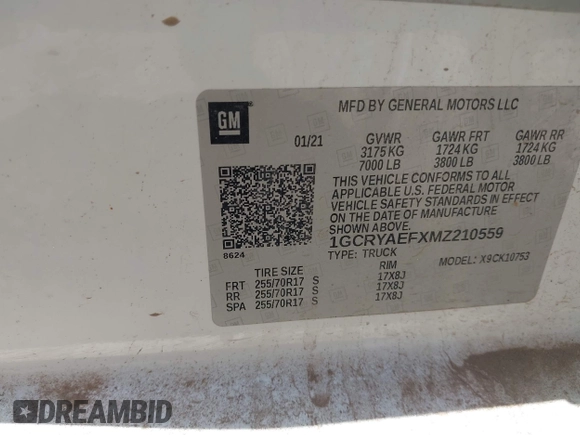 GM
MFD BY GENERAL MOTORS LLC
01/21 GVWR GAWR FRT GAWR RR
3175 KG 1724 KG 1724 KG
7000 LB 3800 LB 3800 LB
THIS VEHICLE CONFORMS TO ALL
APPLICABLE U.S. FEDERAL MOTOR
VEHICLE SAFETY STANDARDS IN EFFECT
ON THE DATE OF MANUFACTURE
SHOWN ABOVE.
1GCRYAEFXMZ210559
8624
TYPE: TRUCK MODEL: X9CK10753
TIRE SIZE RIM
FRT 255/70R17 S 17X8J
RR 255/70R17 S 17X8J
SPA 255/70R17 S 17X8J
DREAMBID